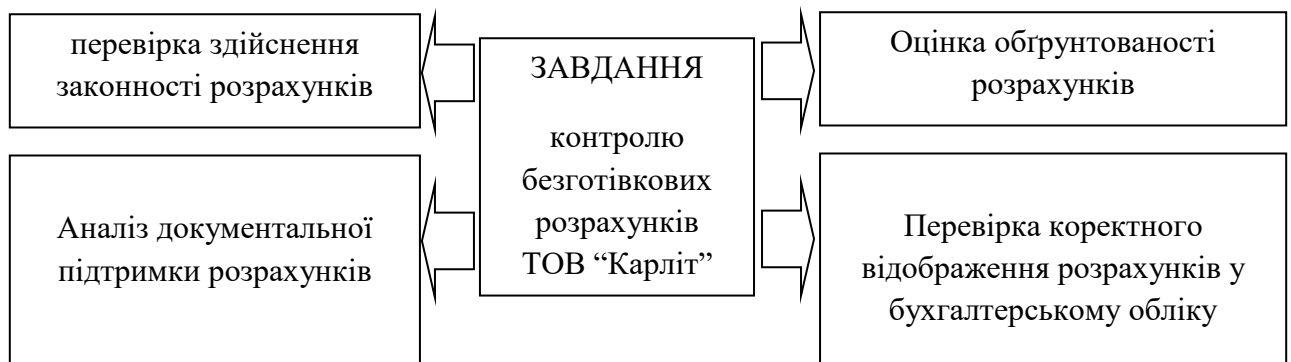 перевірка здійснення
законності розрахунків
Аналіз документальної
підтримки розрахунків
ЗАВДАННЯ
контролю
безготівкових
розрахунків
ТОВ “Карліт”
Оцінка обґрунтованості
розрахунків
Перевірка коректного
відображення розрахунків у
бухгалтерському обліку